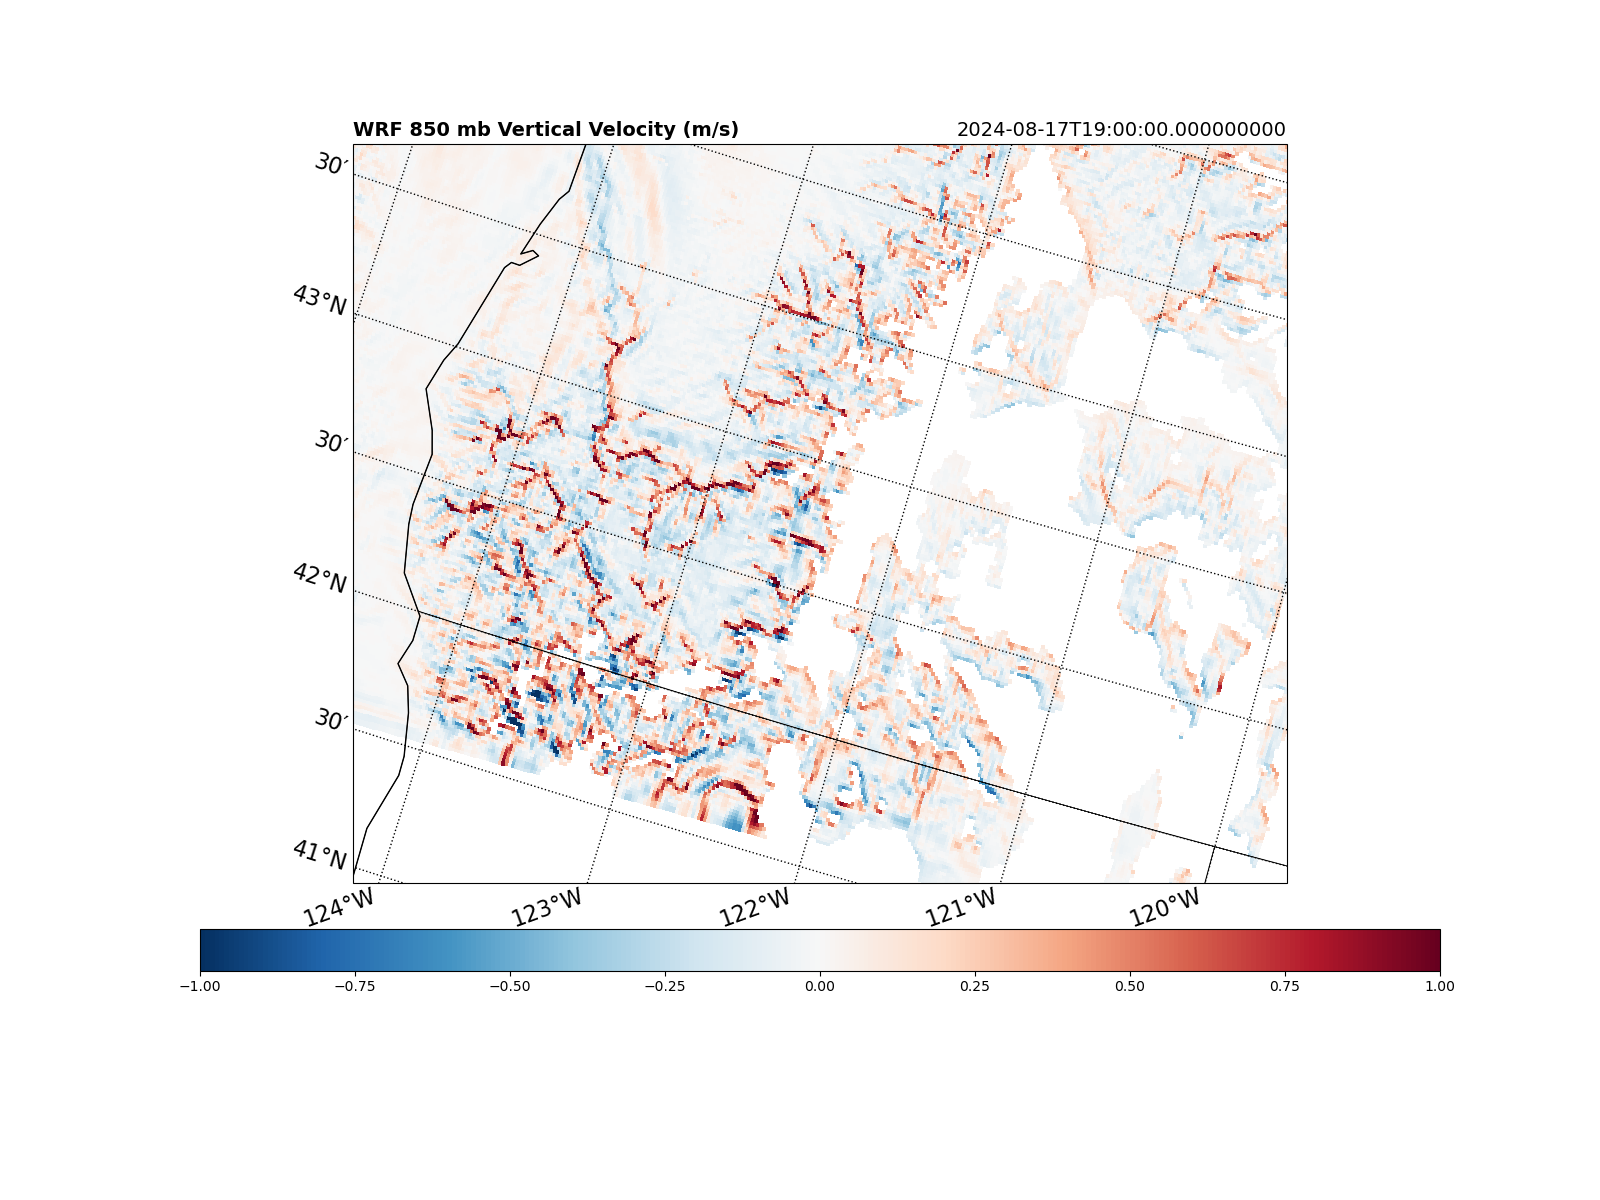 WRF 850 mb Vertical Velocity (m/s) 2024-08-17T19:00:00.000000000
30′
43°N
30′
42°N
30′
41°N
124°W 123°W 122°W 121°W 120°W
−1.00 −0.75 −0.50 −0.25 0.00 0.25 0.50 0.75 1.00